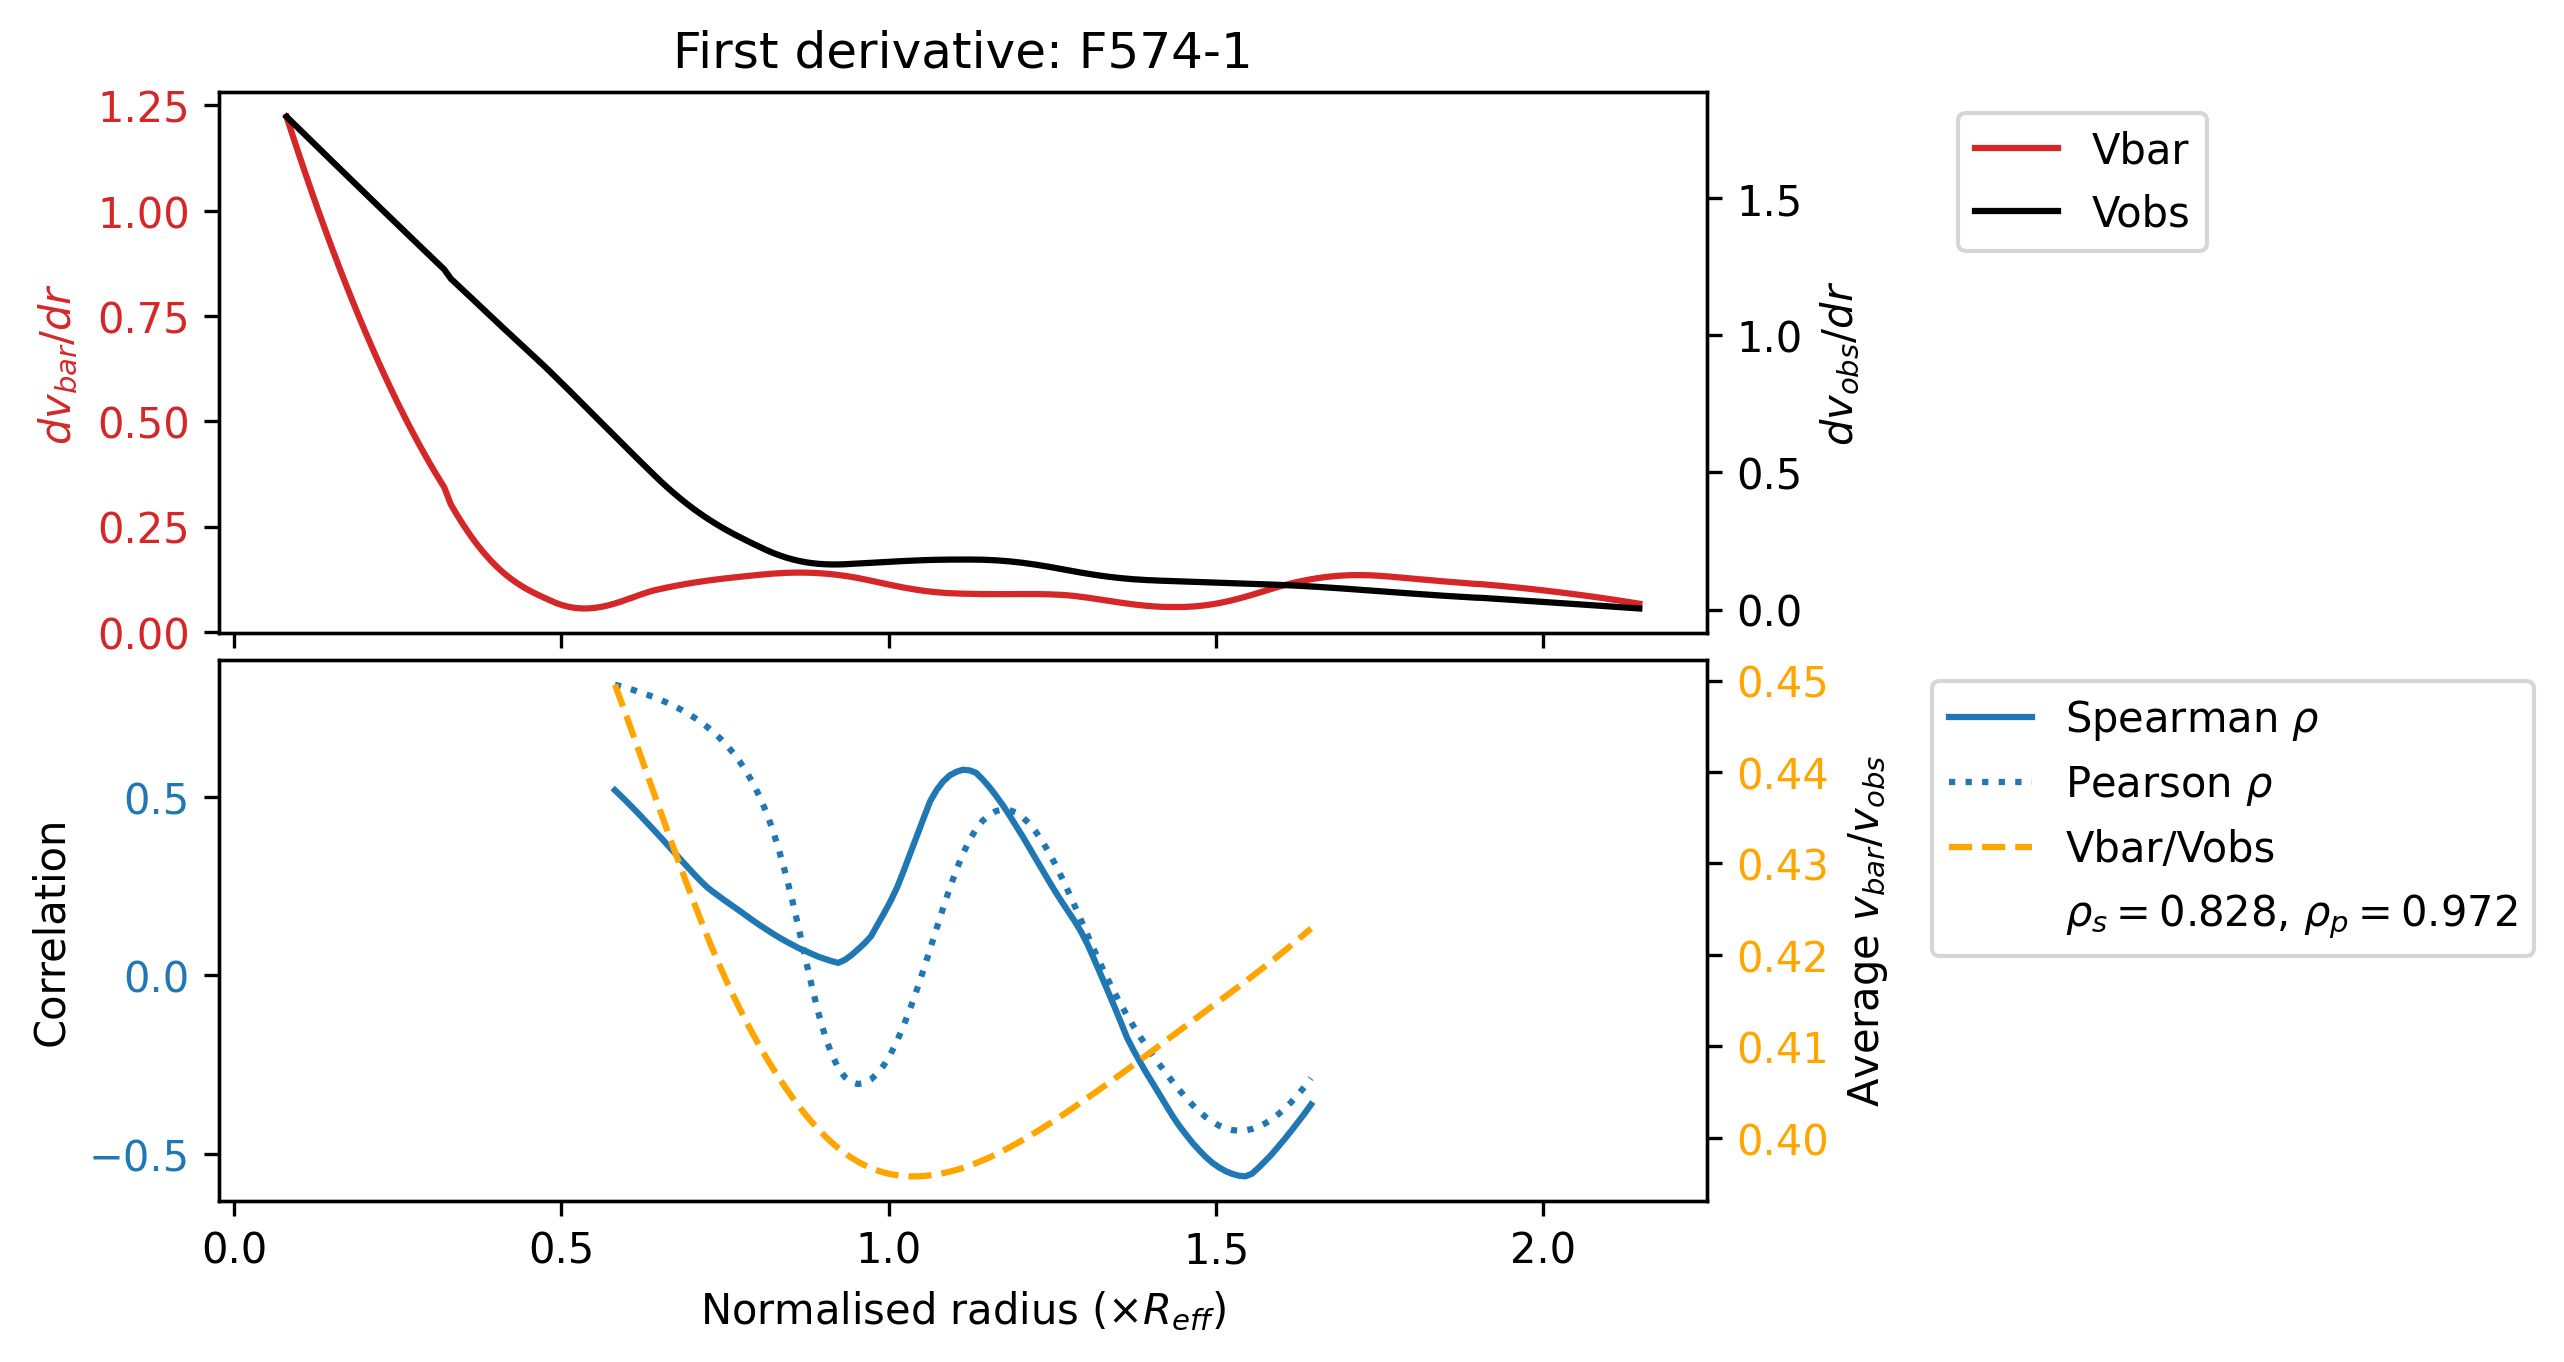 First derivative: F574-1
1.25
1.00
0.75
0.50
0.25
0.00
dv_bar/dr
1.5
1.0
0.5
0.0
dv_obs/dr
Vbar
Vobs
0.5
0.0
−0.5
Correlation
0.45
0.44
0.43
0.42
0.41
0.40
Average v_bar/v_obs
Spearman ρ
Pearson ρ
Vbar/Vobs
ρ_s = 0.828, ρ_p = 0.972
0.0 0.5 1.0 1.5 2.0
Normalised radius (×R_eff)